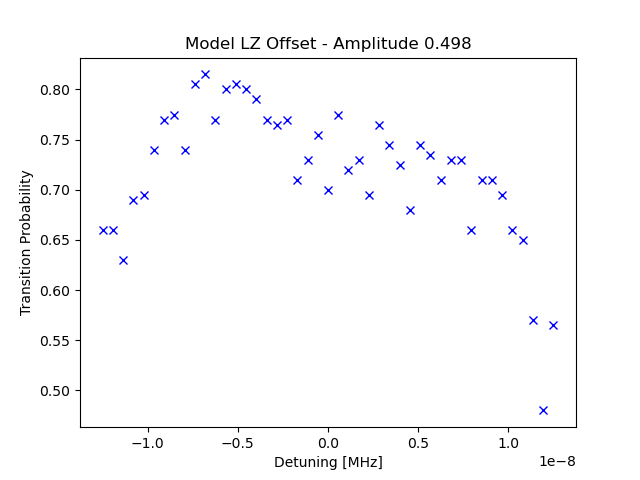 Model LZ Offset - Amplitude 0.498
Transition Probability
0.80
0.75
0.70
0.65
0.60
0.55
0.50
−1.0 −0.5 0.0 0.5 1.0
1e−8
Detuning [MHz]